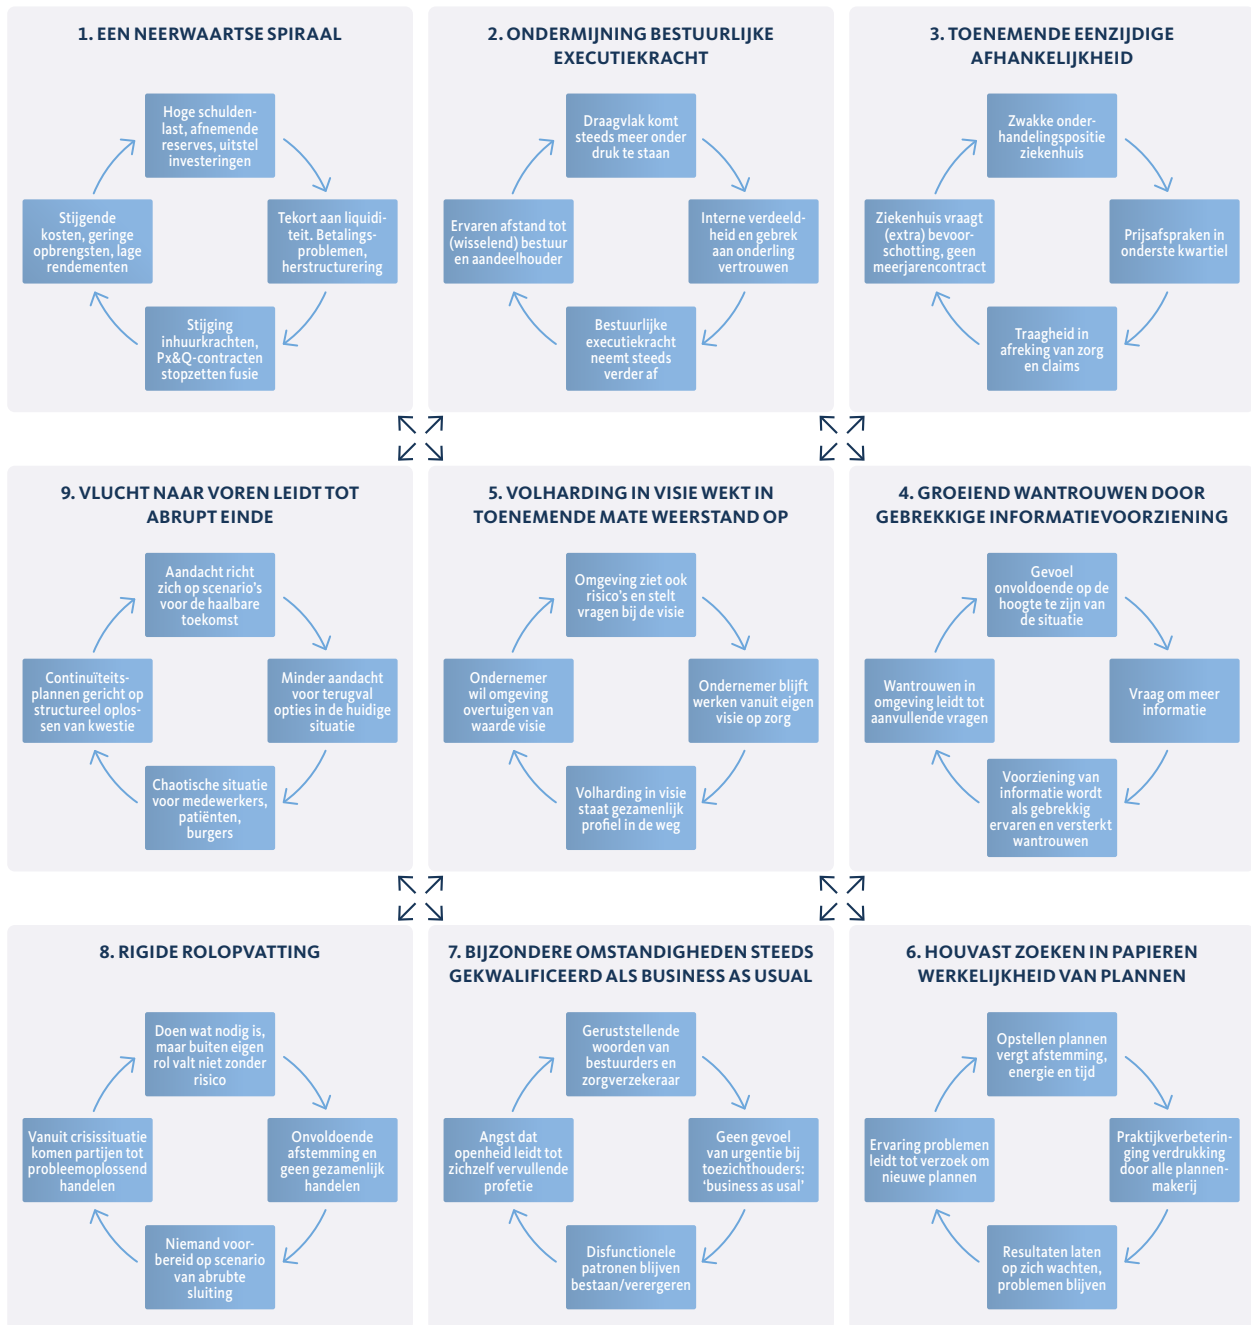 1. EEN NEERWAARTSE SPIRAAL
Hoge schulden-
last, afnemende
reserves, uitstel
investeringen
Tekort aan liquidi-
teit. Betalings-
problemen,
herstructurering
Stijging
inhuurkrachten,
Px&Q-contracten
stopzetten fusie
Stijgende
kosten, geringe
opbrengsten, lage
rendementen
2. ONDERMIJNING BESTUURLIJKE
EXECUTIEKRACHT
Draagvlak komt
steeds meer onder
druk te staan
Interne verdeeld-
heid en gebrek
aan onderling
vertrouwen
Bestuurlijke
executiekracht
neemt steeds
verder af
Ervaren afstand tot
(wisselend) bestuur
en aandeelhouder
3. TOENEMENDE EENZIJDIGE
AFHANKELIJKHEID
Zwakke onder-
handelingspositie
ziekenhuis
Prijsafspraken in
onderste kwartiel
Traagheid in
afreking van zorg
en claims
Ziekenhuis vraagt
(extra) bevoor-
schotting, geen
meerjarencontract
9. VLUCHT NAAR VOREN LEIDT TOT
ABRUPT EINDE
Aandacht richt
zich op scenario's
voor de haalbare
toekomst
Minder aandacht
voor terugval
opties in de huidige
situatie
Chaotische situatie
voor medewerkers,
patiënten,
burgers
Continuïteits-
plannen gericht op
structureel oplos-
sen van kwestie
5. VOLHARDING IN VISIE WEKT IN
TOENEMENDE MATE WEERSTAND OP
Omgeving ziet ook
risico's en stelt
vragen bij de visie
Ondernemer blijft
werken vanuit eigen
visie op zorg
Volharding in visie
staat gezamenlijk
profiel in de weg
Ondernemer
wil omgeving
overtuigen van
waarde visie
4. GROEIEND WANTROUWEN DOOR
GEBREKKIGE INFORMATIEVOORZIENING
Gevoel
onvoldoende op de
hoogte te zijn van
de situatie
Vraag om meer
informatie
Voorziening van
informatie wordt
als gebrekkig
ervaren en versterkt
wantrouwen
Wantrouwen in
omgeving leidt tot
aanvullende vragen
8. RIGIDE ROLOPVATTING
Doen wat nodig is,
maar buiten eigen
rol valt niet zonder
risico
Onvoldoende
afstemming en
geen gezamenlijk
handelen
Niemand voor-
bereid op scenario
van abrubte
sluiting
Vanuit crisissituatie
komen partijen tot
probleemoplossend
handelen
7. BIJZONDERE OMSTANDIGHEDEN STEEDS
GEKWALIFICEERD ALS BUSINESS AS USUAL
Geruststellende
woorden van
bestuurders en
zorgverzekeraar
Geen gevoel
van urgentie bij
toezichthouders:
'business as usal'
Disfunctionele
patronen blijven
bestaan/verergeren
Angst dat
openheid leidt tot
zichzelf vervullende
profetie
6. HOUVAST ZOEKEN IN PAPIEREN
WERKELIJKHEID VAN PLANNEN
Opstellen plannen
vergt afstemming,
energie en tijd
Praktijkverbeterin-
ging verdrukking
door alle plannen-
makerij
Resultaten laten
op zich wachten,
problemen blijven
Ervaring problemen
leidt tot verzoek om
nieuwe plannen